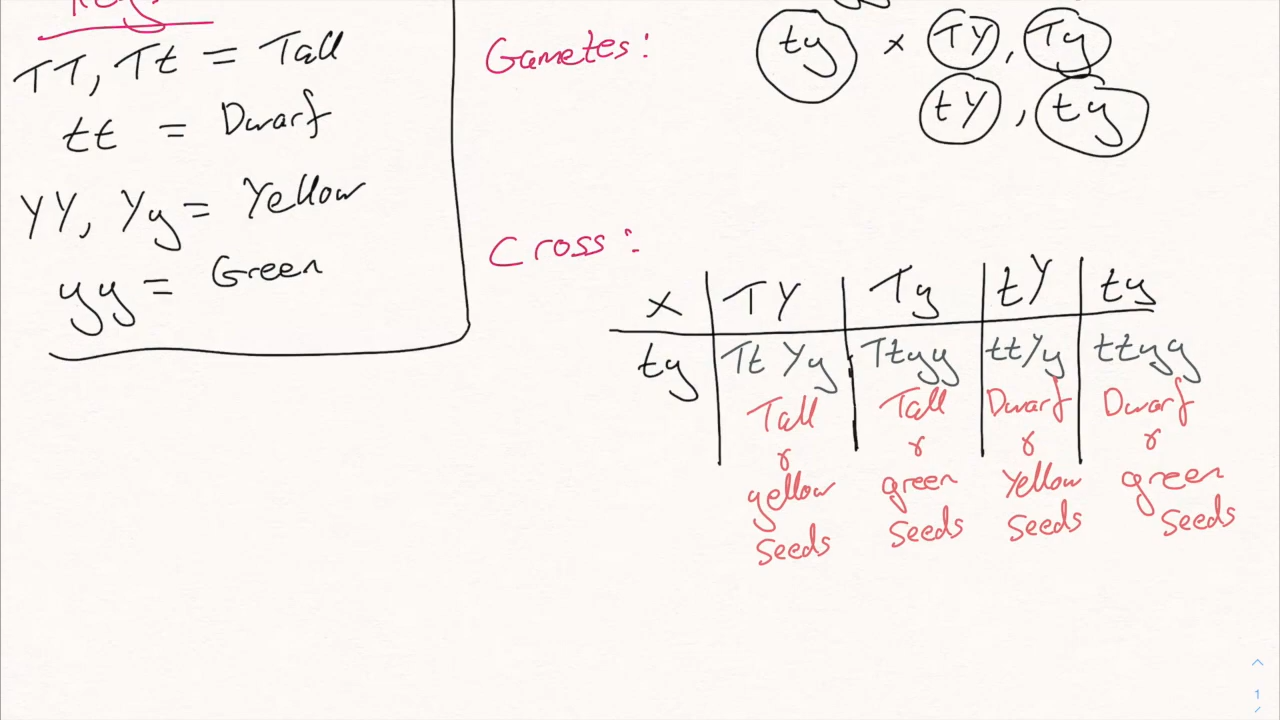 TT, Tt = Tall
tt = Dwarf
YY, Yy = Yellow
yy = Green
Gametes:
ty x TY, Ty
tY, ty
Cross:
x TY Ty tY ty
ty TtYy Ttyy ttYy ttyy
Tall Tall Dwarf Dwarf
& & & &
yellow green yellow green
seeds seeds seeds seeds
1